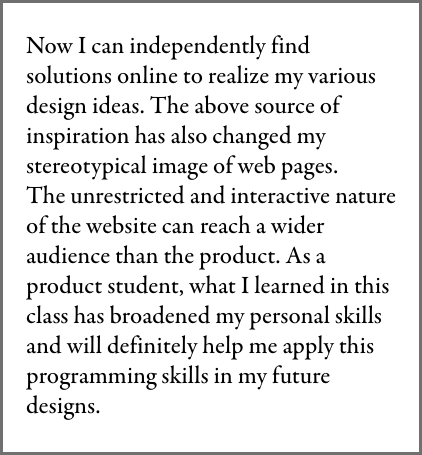 Now I can independently find
solutions online to realize my various
design ideas. The above source of
inspiration has also changed my
stereotypical image of web pages.
The unrestricted and interactive nature
of the website can reach a wider
audience than the product. As a
product student, what I learned in this
class has broadened my personal skills
and will definitely help me apply this
programming skills in my future
designs.